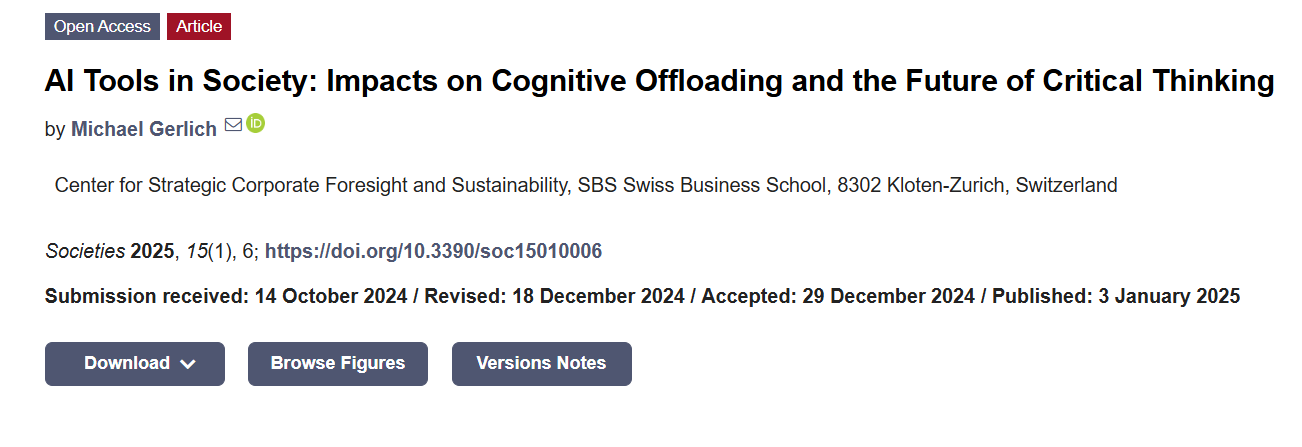 Open Access Article
AI Tools in Society: Impacts on Cognitive Offloading and the Future of Critical Thinking
by Michael Gerlich iD
Center for Strategic Corporate Foresight and Sustainability, SBS Swiss Business School, 8302 Kloten-Zurich, Switzerland
Societies 2025, 15(1), 6; https://doi.org/10.3390/soc15010006
Submission received: 14 October 2024 / Revised: 18 December 2024 / Accepted: 29 December 2024 / Published: 3 January 2025
Download Browse Figures Versions Notes